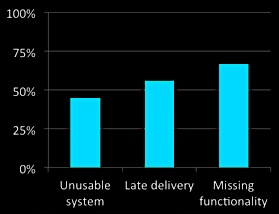 100%
75%
50%
25%
0%
Unusable
system
Late delivery
Missing
functionality